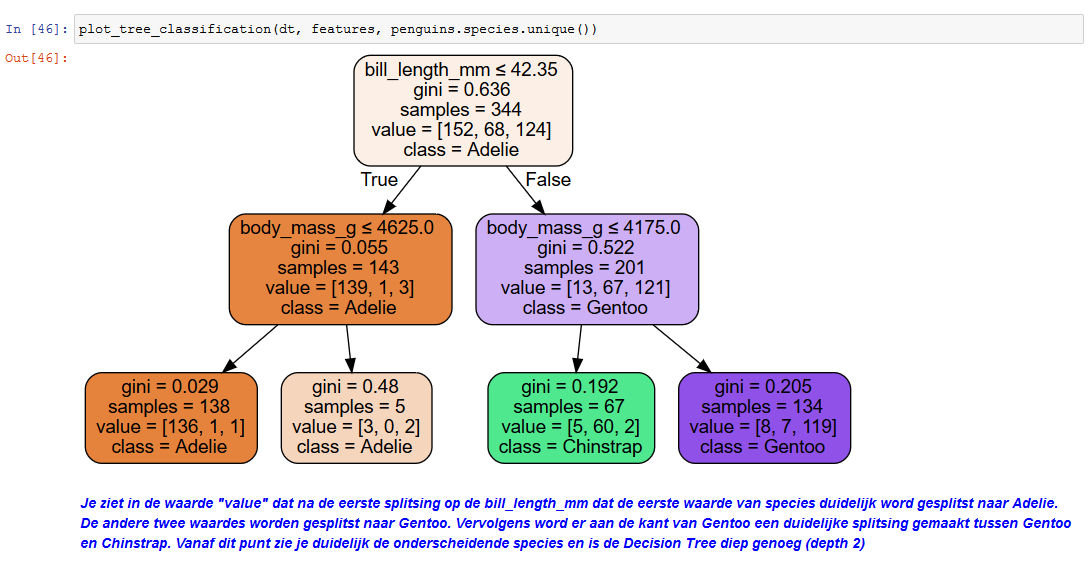 In [46]: plot_tree_classification(dt, features, penguins.species.unique())
Out[46]:
bill_length_mm ≤ 42.35
gini = 0.636
samples = 344
value = [152, 68, 124]
class = Adelie
True
False
body_mass_g ≤ 4625.0
gini = 0.055
samples = 143
value = [139, 1, 3]
class = Adelie
body_mass_g ≤ 4175.0
gini = 0.522
samples = 201
value = [13, 67, 121]
class = Gentoo
gini = 0.029
samples = 138
value = [136, 1, 1]
class = Adelie
gini = 0.48
samples = 5
value = [3, 0, 2]
class = Adelie
gini = 0.192
samples = 67
value = [5, 60, 2]
class = Chinstrap
gini = 0.205
samples = 134
value = [8, 7, 119]
class = Gentoo
Je ziet in de waarde "value" dat na de eerste splitsing op de bill_length_mm dat de eerste waarde van species duidelijk word gesplitst naar Adelie.
De andere twee waardes worden gesplitst naar Gentoo. Vervolgens word er aan de kant van Gentoo een duidelijke splitsing gemaakt tussen Gentoo
en Chinstrap. Vanaf dit punt zie je duidelijk de onderscheidende species en is de Decision Tree diep genoeg (depth 2)